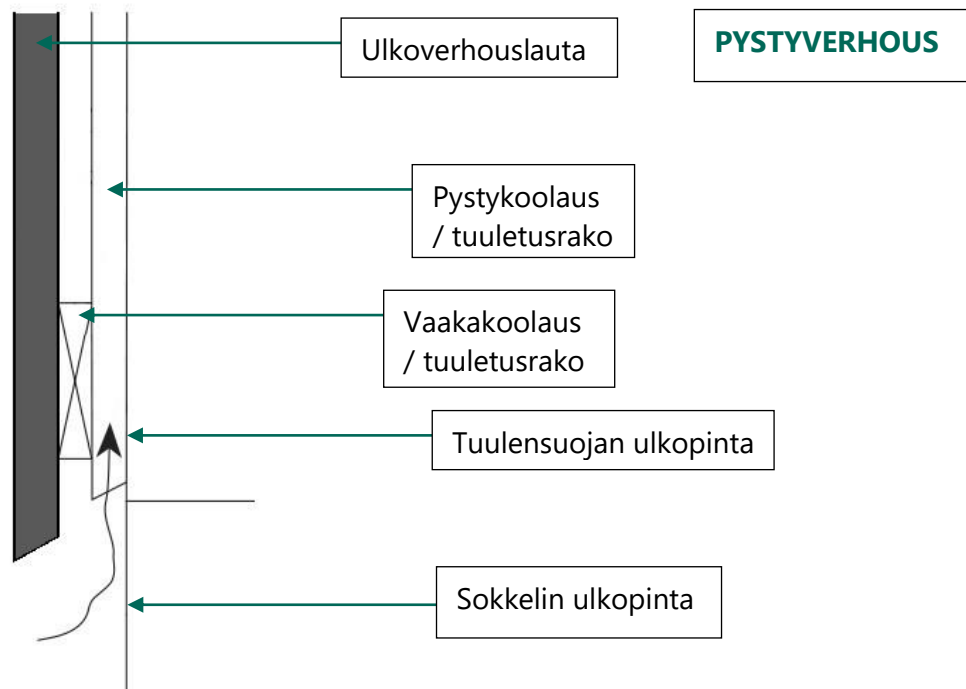 Ulkoverhouslauta
PYSTYVERHOUS
Pystykoolaus
/ tuuletusrako
Vaakakoolaus
/ tuuletusrako
Tuulensuojan ulkopinta
Sokkelin ulkopinta